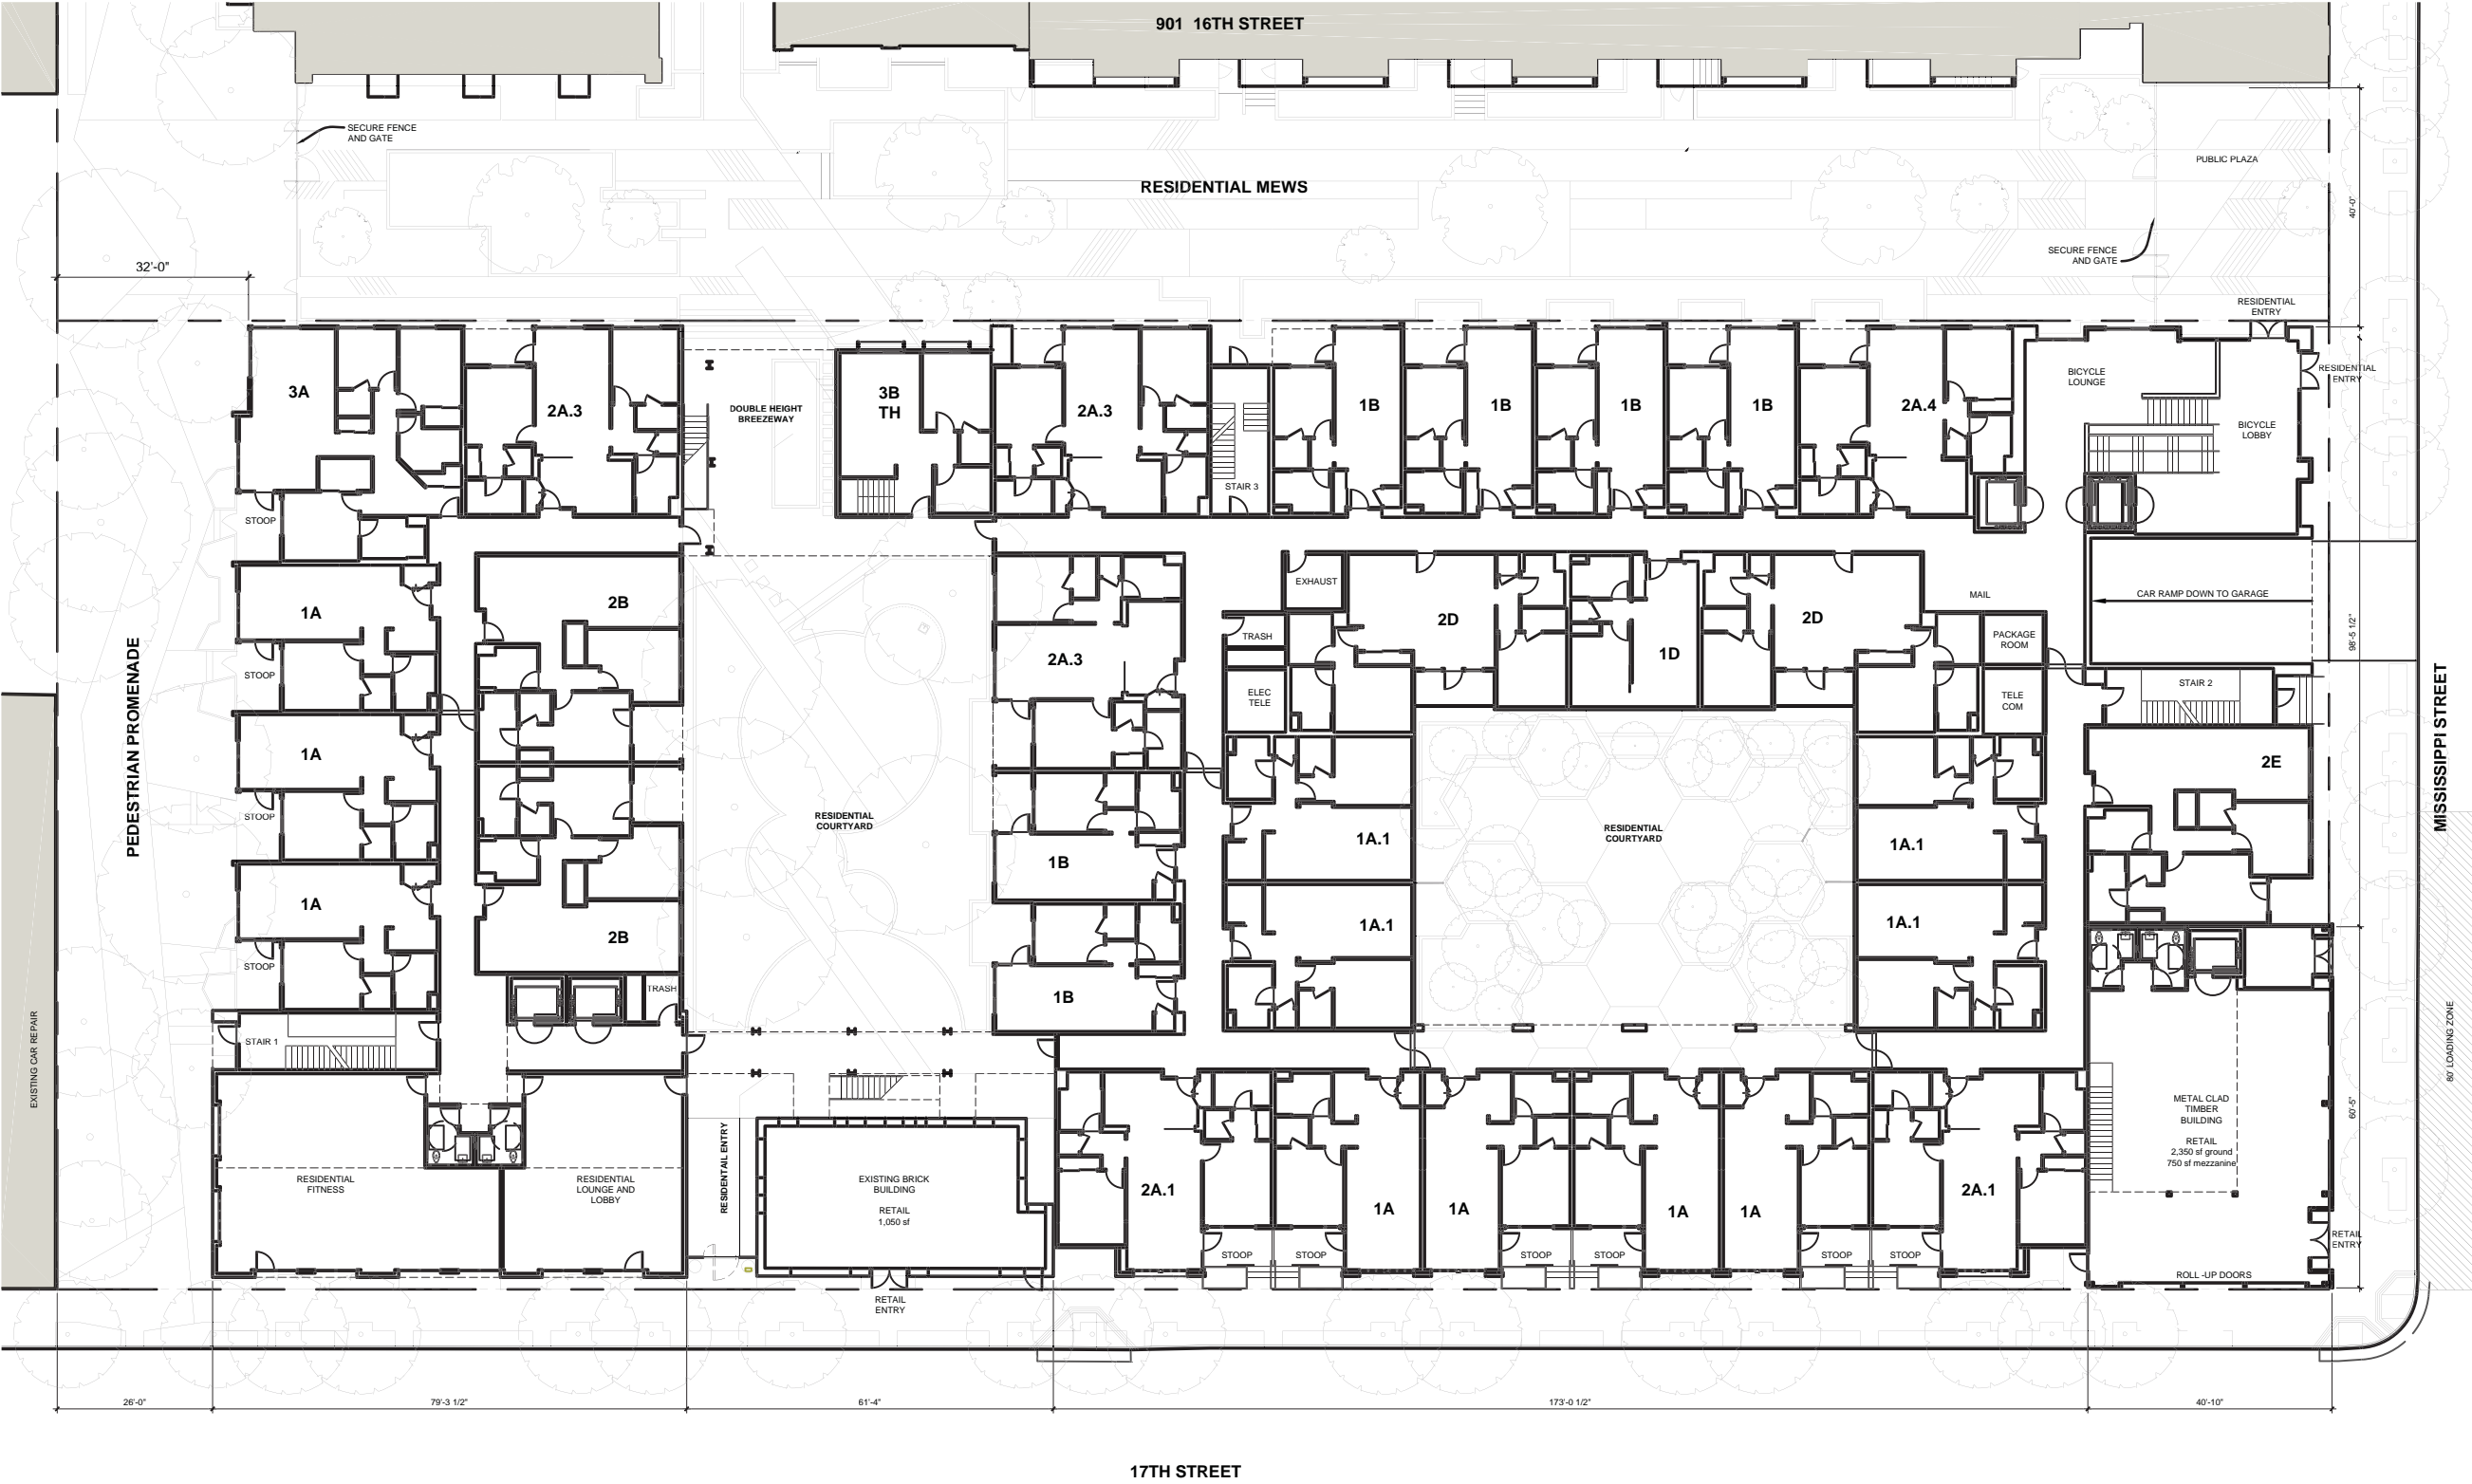 901 16TH STREET
SECURE FENCE
AND GATE
PUBLIC PLAZA
RESIDENTIAL MEWS
40'-0"
SECURE FENCE
AND GATE
32'-0"
RESIDENTIAL
ENTRY
3A
2A.3
DOUBLE HEIGHT
BREEZEWAY
3B
TH
2A.3
1B
1B
1B
1B
2A.4
BICYCLE
LOUNGE
RESIDENTIAL
ENTRY
BICYCLE
LOBBY
STAIR 3
STOOP
EXHAUST
MAIL
CAR RAMP DOWN TO GARAGE
1A
2B
2D
2D
TRASH
PACKAGE
ROOM
98'-5 1/2"
1D
2A.3
STOOP
ELEC
TELE
TELE
COM
STAIR 2
PEDESTRIAN PROMENADE
MISSISSIPPI STREET
1A
2E
STOOP
RESIDENTIAL
COURTYARD
RESIDENTIAL
COURTYARD
1B
1A.1
1A.1
1A
1A.1
1A.1
2B
STOOP
TRASH
1B
STAIR 1
EXISTING CAR REPAIR
80' LOADING ZONE
METAL CLAD
TIMBER
BUILDING
RETAIL
2,350 sf ground
750 sf mezzanine
60'-5"
RESIDENTIAL
FITNESS
RESIDENTIAL
LOUNGE AND
LOBBY
RESIDENTAIL ENTRY
EXISTING BRICK
BUILDING
RETAIL
1,050 sf
2A.1
1A
1A
1A
1A
2A.1
STOOP
STOOP
STOOP
STOOP
STOOP
STOOP
RETAIL
ENTRY
ROLL -UP DOORS
RETAIL
ENTRY
26'-0"
79'-3 1/2"
61'-4"
173'-0 1/2"
40'-10"
17TH STREET